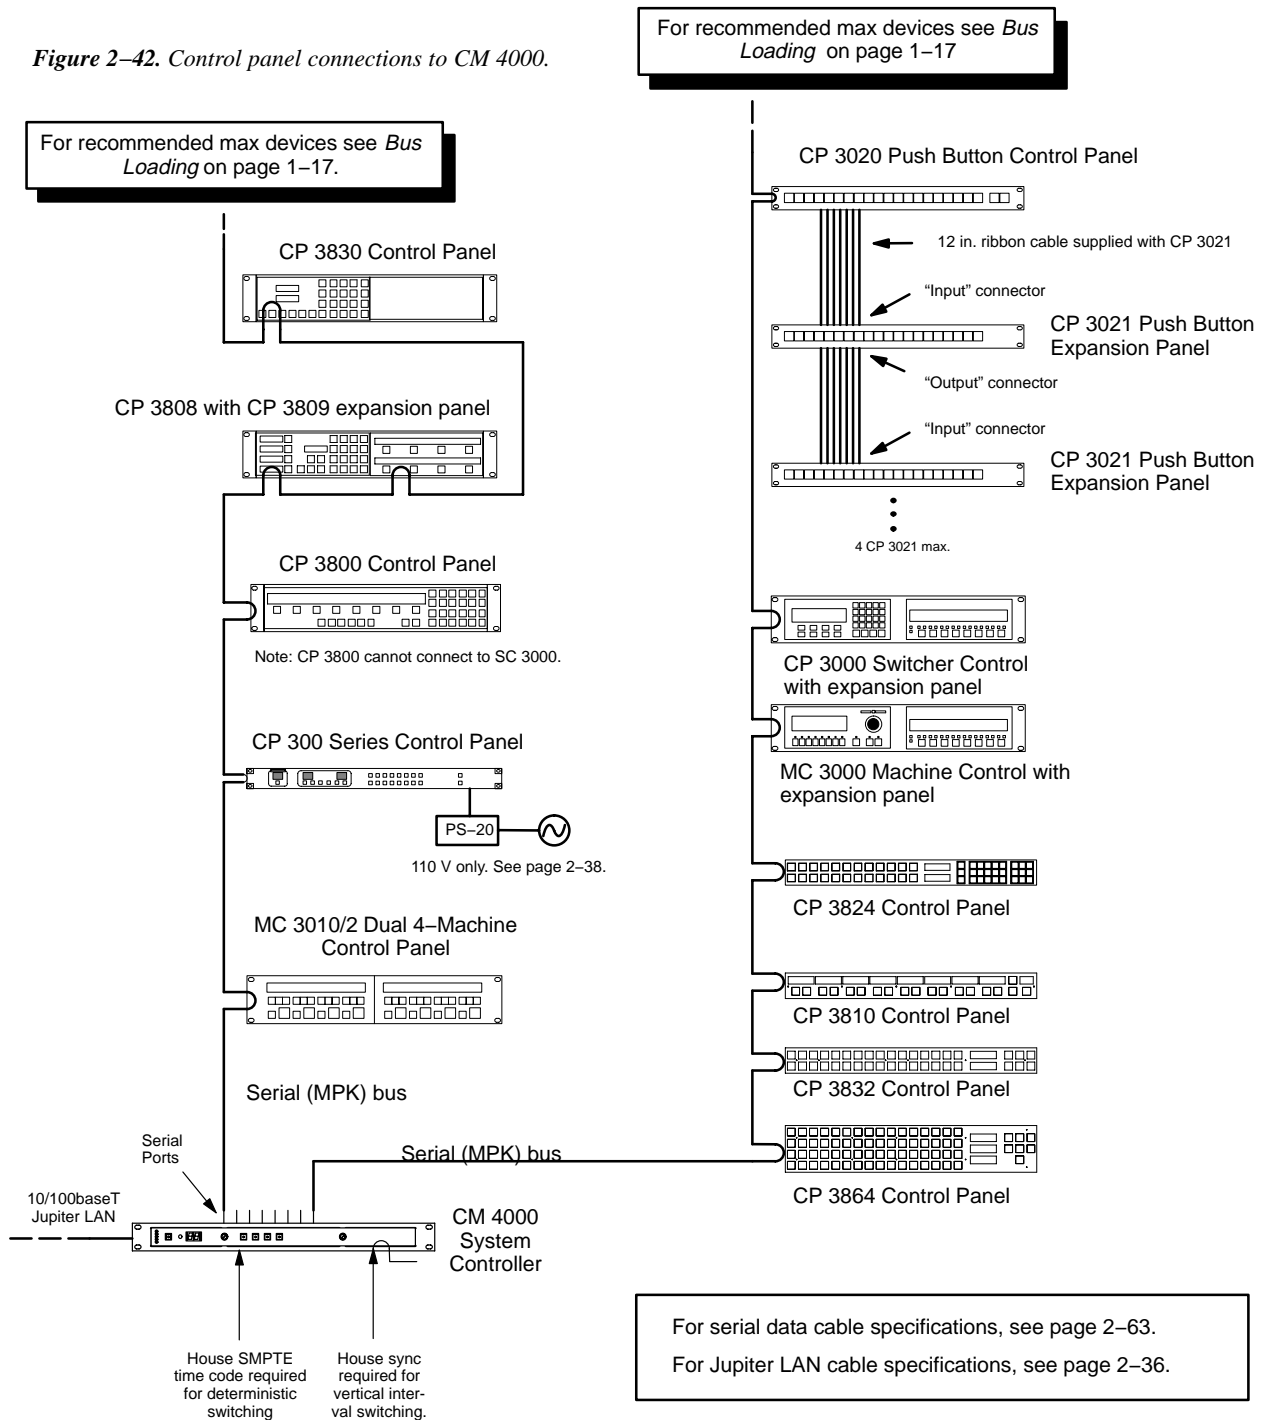 Figure 2–42. Control panel connections to CM 4000.
For recommended max devices see Bus
Loading on page 1–17.
CP 3830 Control Panel
CP 3808 with CP 3809 expansion panel
CP 3800 Control Panel
Note: CP 3800 cannot connect to SC 3000.
CP 300 Series Control Panel
PS–20
110 V only. See page 2–38.
MC 3010/2 Dual 4–Machine
Control Panel
Serial (MPK) bus
Serial
Ports
10/100baseT
Jupiter LAN
CM 4000
System
Controller
House SMPTE
time code required
for deterministic
switching
House sync
required for
vertical inter-
val switching.
Serial (MPK) bus
For recommended max devices see Bus
Loading on page 1–17
CP 3020 Push Button Control Panel
12 in. ribbon cable supplied with CP 3021
“Input” connector
CP 3021 Push Button
Expansion Panel
“Output” connector
“Input” connector
CP 3021 Push Button
Expansion Panel
4 CP 3021 max.
CP 3000 Switcher Control
with expansion panel
MC 3000 Machine Control with
expansion panel
CP 3824 Control Panel
CP 3810 Control Panel
CP 3832 Control Panel
CP 3864 Control Panel
For serial data cable specifications, see page 2–63.
For Jupiter LAN cable specifications, see page 2–36.